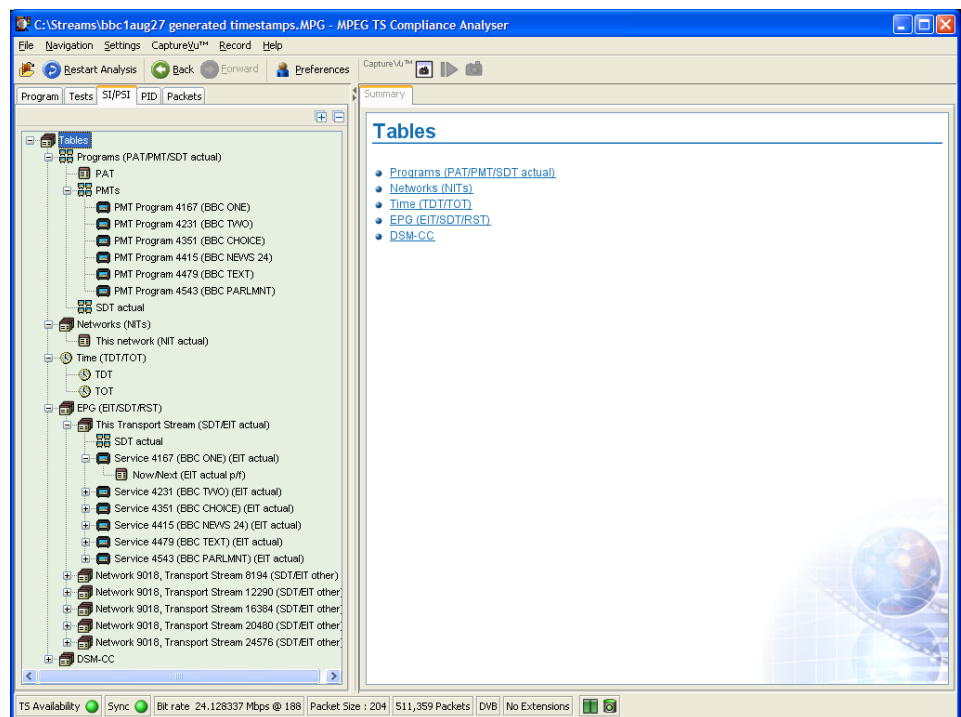 C:\Streams\bbc1aug27 generated timestamps.MPG - MPEG TS Compliance Analyser
File Navigation Settings CaptureVu™ Record Help
Restart Analysis Back Forward Preferences CaptureVu™
Program Tests SI/PSI PID Packets
Summary
Tables
Programs (PAT/PMT/SDT actual)
PAT
PMTs
PMT Program 4167 (BBC ONE)
PMT Program 4231 (BBC TWO)
PMT Program 4351 (BBC CHOICE)
PMT Program 4415 (BBC NEWS 24)
PMT Program 4479 (BBC TEXT)
PMT Program 4543 (BBC PARLMNT)
SDT actual
Networks (NITs)
This network (NIT actual)
Time (TDT/TOT)
TDT
TOT
EPG (EIT/SDT/RST)
This Transport Stream (SDT/EIT actual)
SDT actual
Service 4167 (BBC ONE) (EIT actual)
Now/Next (EIT actual p/f)
Service 4231 (BBC TWO) (EIT actual)
Service 4351 (BBC CHOICE) (EIT actual)
Service 4415 (BBC NEWS 24) (EIT actual)
Service 4479 (BBC TEXT) (EIT actual)
Service 4543 (BBC PARLMNT) (EIT actual)
Network 9018, Transport Stream 8194 (SDT/EIT other)
Network 9018, Transport Stream 12290 (SDT/EIT other
Network 9018, Transport Stream 16384 (SDT/EIT other
Network 9018, Transport Stream 20480 (SDT/EIT other
Network 9018, Transport Stream 24576 (SDT/EIT other
DSM-CC
Tables
Programs (PAT/PMT/SDT actual)
Networks (NITs)
Time (TDT/TOT)
EPG (EIT/SDT/RST)
DSM-CC
TS Availability Sync Bit rate 24.128337 Mbps @ 188 Packet Size : 204 511,359 Packets DVB No Extensions